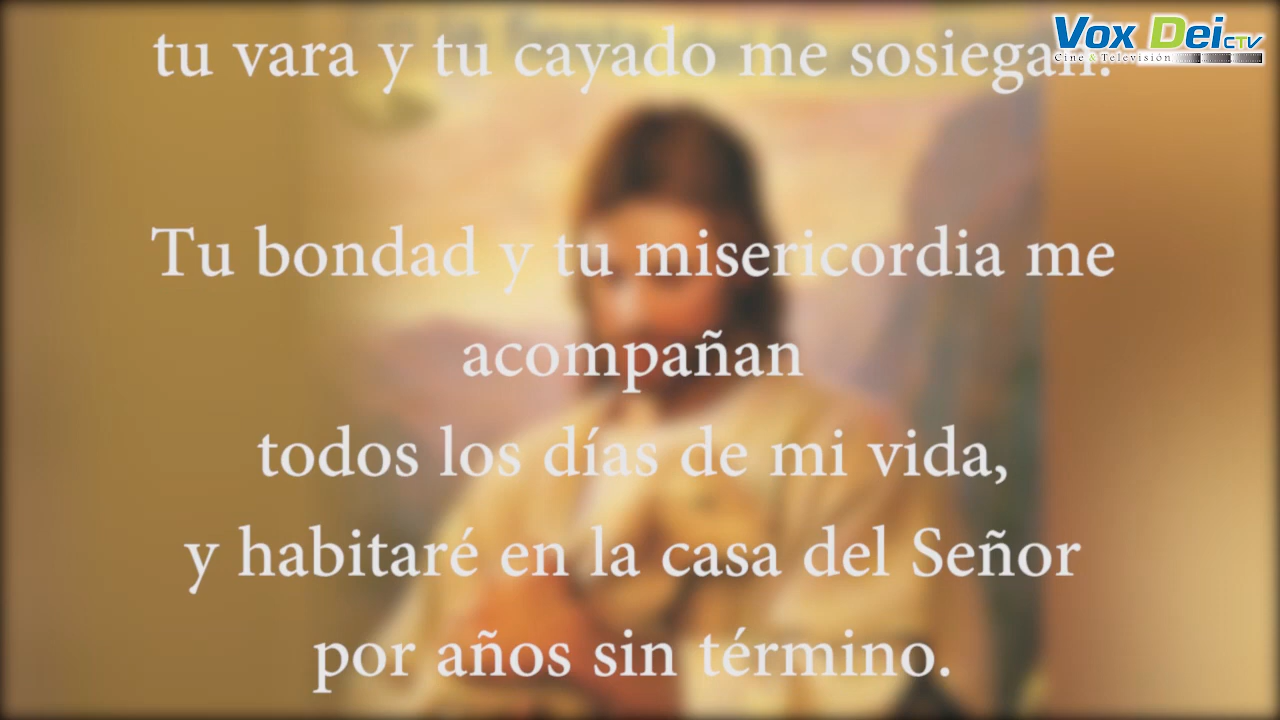 tu vara y tu cayado me sosiegan.
Vox Dei CTV
Cine & Televisión
Tu bondad y tu misericordia me
acompañan
todos los días de mi vida,
y habitaré en la casa del Señor
por años sin término.